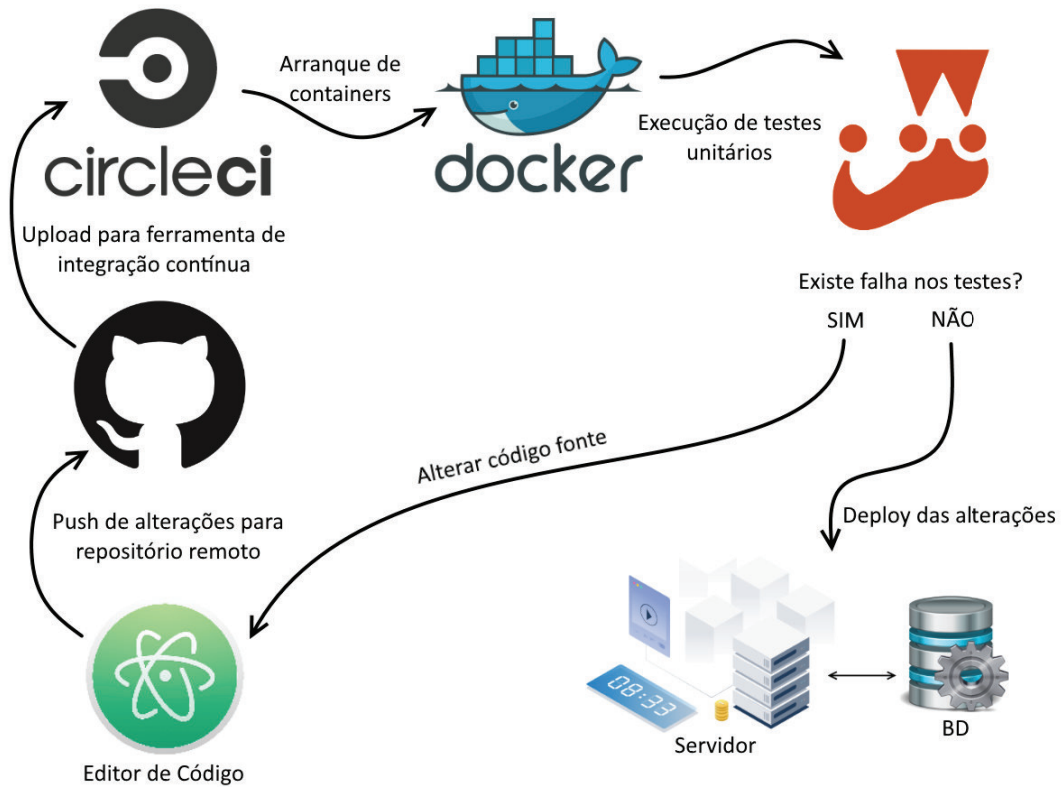 circleci
Arranque de
containers
docker
Execução de testes
unitários
Upload para ferramenta de
integração contínua
Existe falha nos testes?
SIM
NÃO
Alterar código fonte
Push de alterações para
repositório remoto
Deploy das alterações
08:33
Servidor
BD
Editor de Código